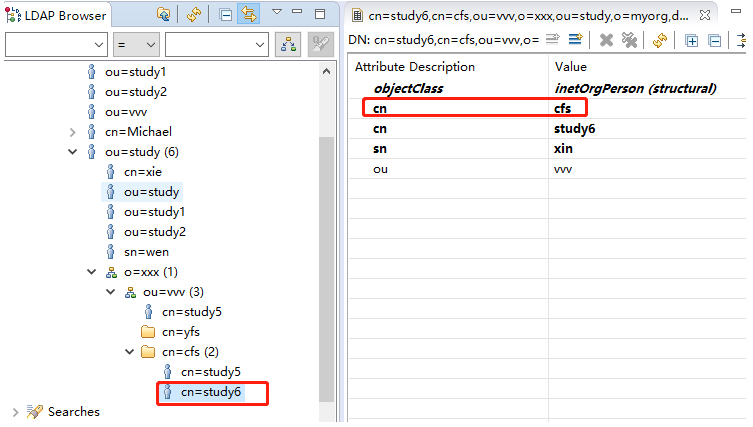 LDAP Browser
=
ou=study1
ou=study2
ou=vvv
cn=Michael
ou=study (6)
cn=xie
ou=study
ou=study1
ou=study2
sn=wen
o=xxx (1)
ou=vvv (3)
cn=study5
cn=yfs
cn=cfs (2)
cn=study5
cn=study6
Searches
cn=study6,cn=cfs,ou=vvv,o=xxx,ou=study,o=myorg,d...
DN: cn=study6,cn=cfs,ou=vvv,o=
Attribute Description Value
objectClass inetOrgPerson (structural)
cn cfs
cn study6
sn xin
ou vvv